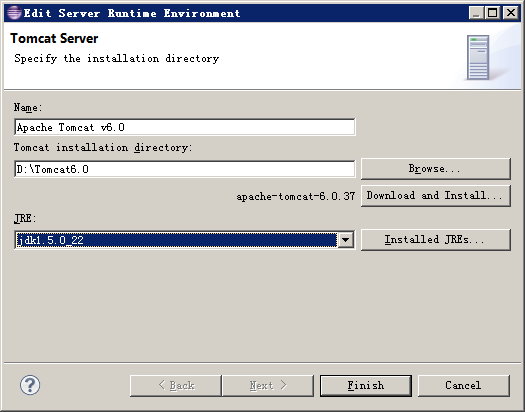 Edit Server Runtime Environment
Tomcat Server
Specify the installation directory
Name:
Apache Tomcat v6.0
Tomcat installation directory:
D:\Tomcat6.0
Browse...
apache-tomcat-6.0.37
Download and Install...
JRE:
jdk1.5.0_22
Installed JREs...
?
< Back
Next >
Finish
Cancel